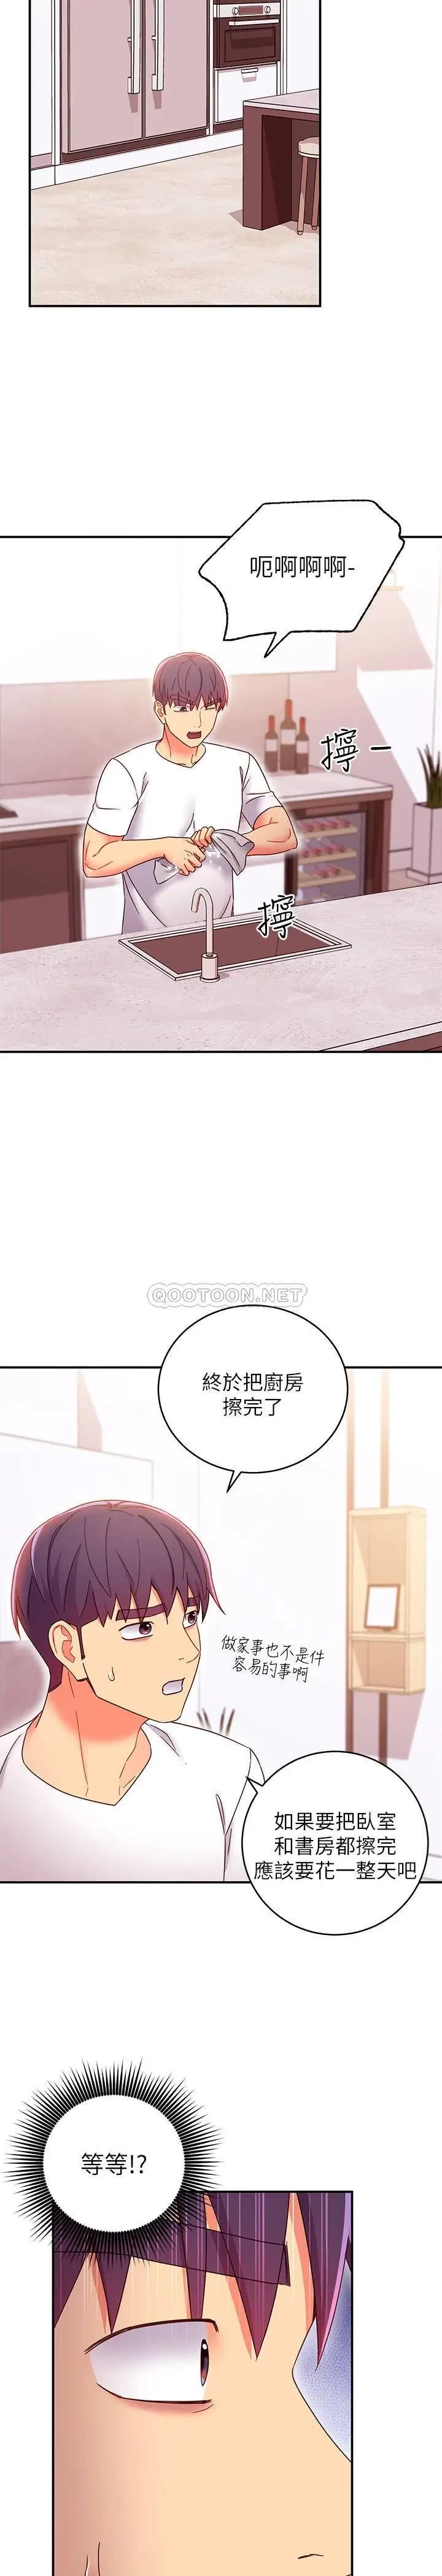 呃啊啊啊-
擰-
擰
QOOTOON.NET
終於把廚房
擦完了
做家事也不是件
容易的事啊
如果要把臥室
和書房都擦完
應該要花一整天吧
等等!?